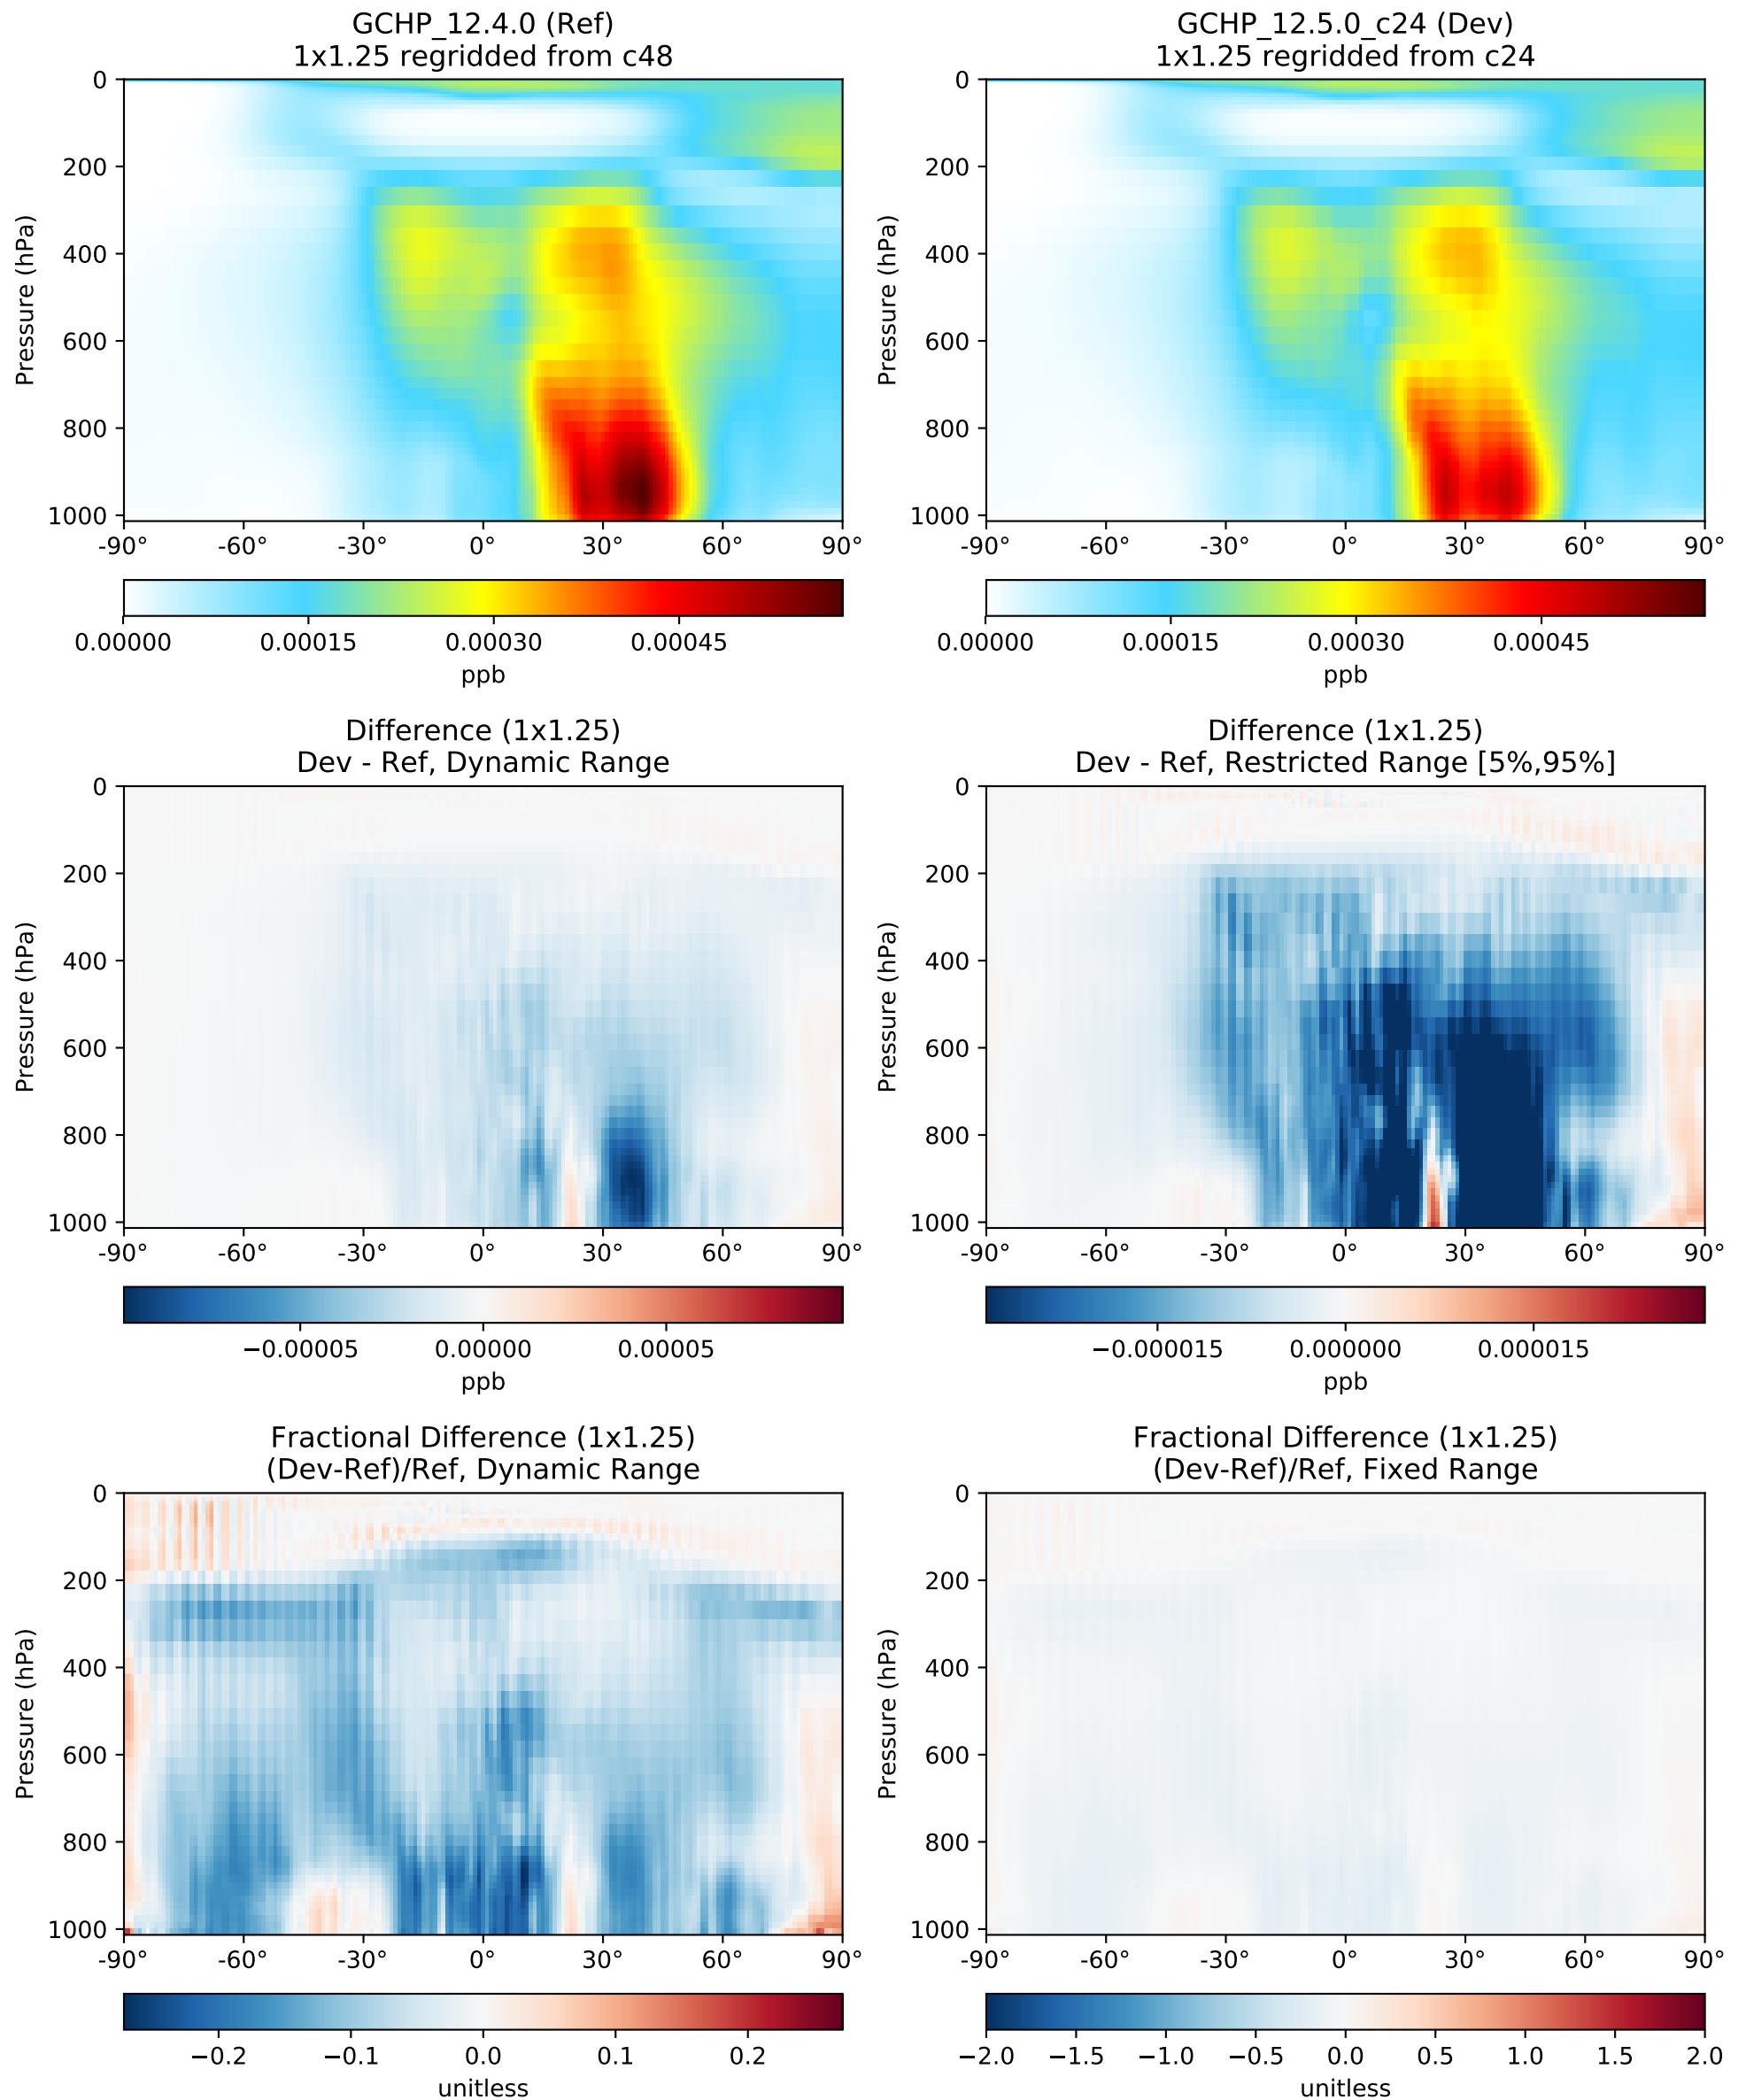 GCHP_12.4.0 (Ref)
1x1.25 regridded from c48
GCHP_12.5.0_c24 (Dev)
1x1.25 regridded from c24
Pressure (hPa)
0
200
400
600
800
1000
-90° -60° -30° 0° 30° 60° 90°
0.00000 0.00015 0.00030 0.00045
ppb
Pressure (hPa)
0
200
400
600
800
1000
-90° -60° -30° 0° 30° 60° 90°
0.00000 0.00015 0.00030 0.00045
ppb
Difference (1x1.25)
Dev - Ref, Dynamic Range
Pressure (hPa)
0
200
400
600
800
1000
-90° -60° -30° 0° 30° 60° 90°
−0.00005 0.00000 0.00005
ppb
Difference (1x1.25)
Dev - Ref, Restricted Range [5%,95%]
Pressure (hPa)
0
200
400
600
800
1000
-90° -60° -30° 0° 30° 60° 90°
−0.000015 0.000000 0.000015
ppb
Fractional Difference (1x1.25)
(Dev-Ref)/Ref, Dynamic Range
Pressure (hPa)
0
200
400
600
800
1000
-90° -60° -30° 0° 30° 60° 90°
−0.2 −0.1 0.0 0.1 0.2
unitless
Fractional Difference (1x1.25)
(Dev-Ref)/Ref, Fixed Range
Pressure (hPa)
0
200
400
600
800
1000
-90° -60° -30° 0° 30° 60° 90°
−2.0 −1.5 −1.0 −0.5 0.0 0.5 1.0 1.5 2.0
unitless